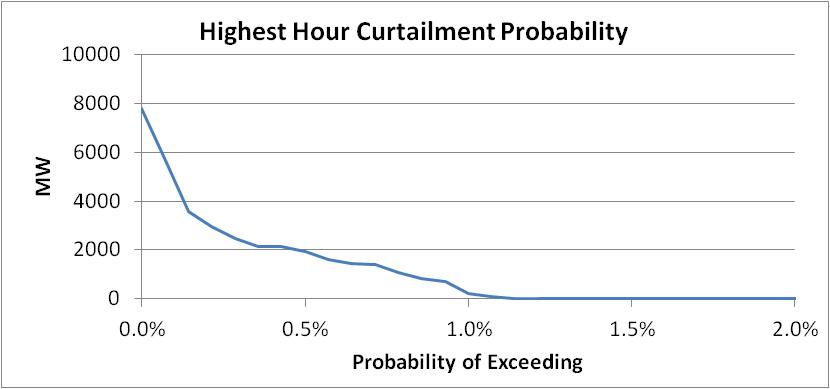 Highest Hour Curtailment Probability
10000
8000
6000
4000
2000
0
MW
0.0% 0.5% 1.0% 1.5% 2.0%
Probability of Exceeding